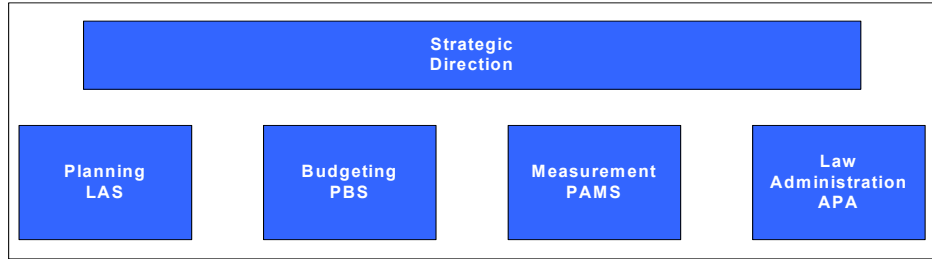 Strategic
Direction
Planning
LAS
Budgeting
PBS
Measurement
PAMS
Law
Administration
APA